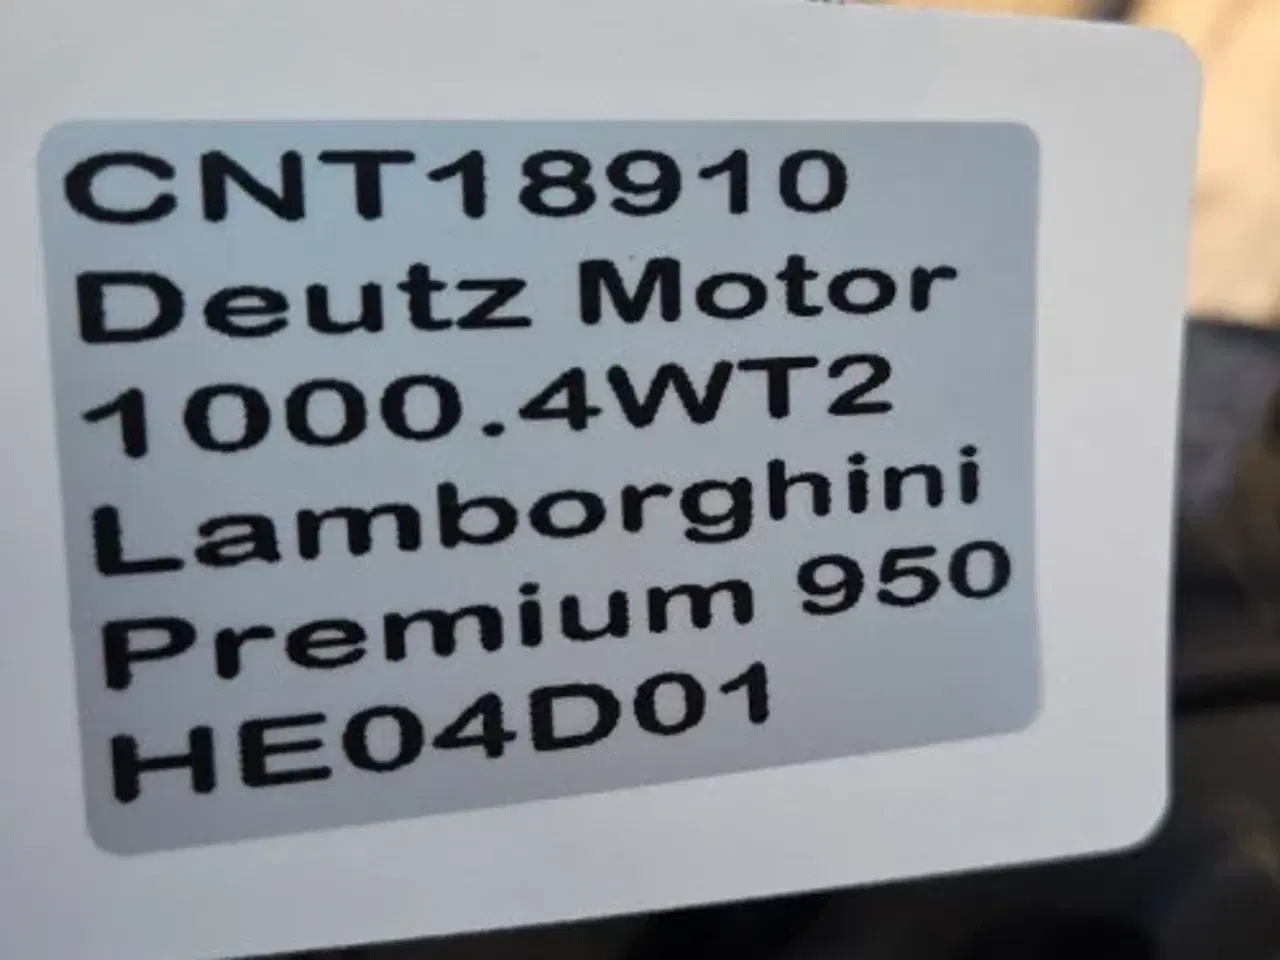 CNT18910
Deutz Motor
1000.4WT2
Lamborghini
Premium 950
HE04D01